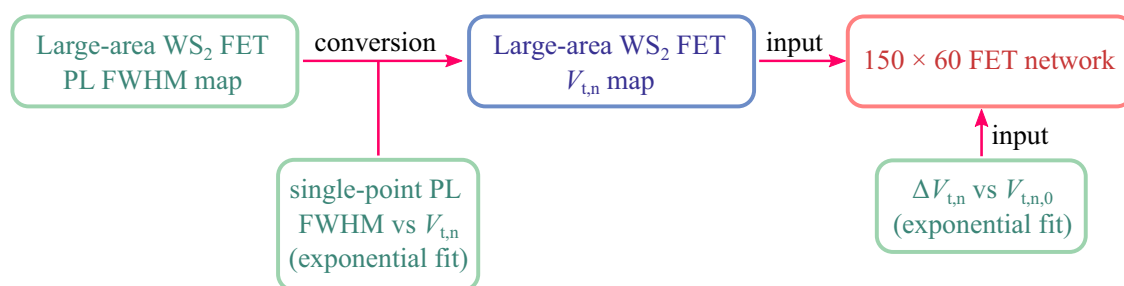 Large-area WS₂ FET
PL FWHM map
conversion
Large-area WS₂ FET
Vt,n map
input
150 × 60 FET network
single-point PL
FWHM vs Vt,n
(exponential fit)
input
ΔVt,n vs Vt,n,0
(exponential fit)